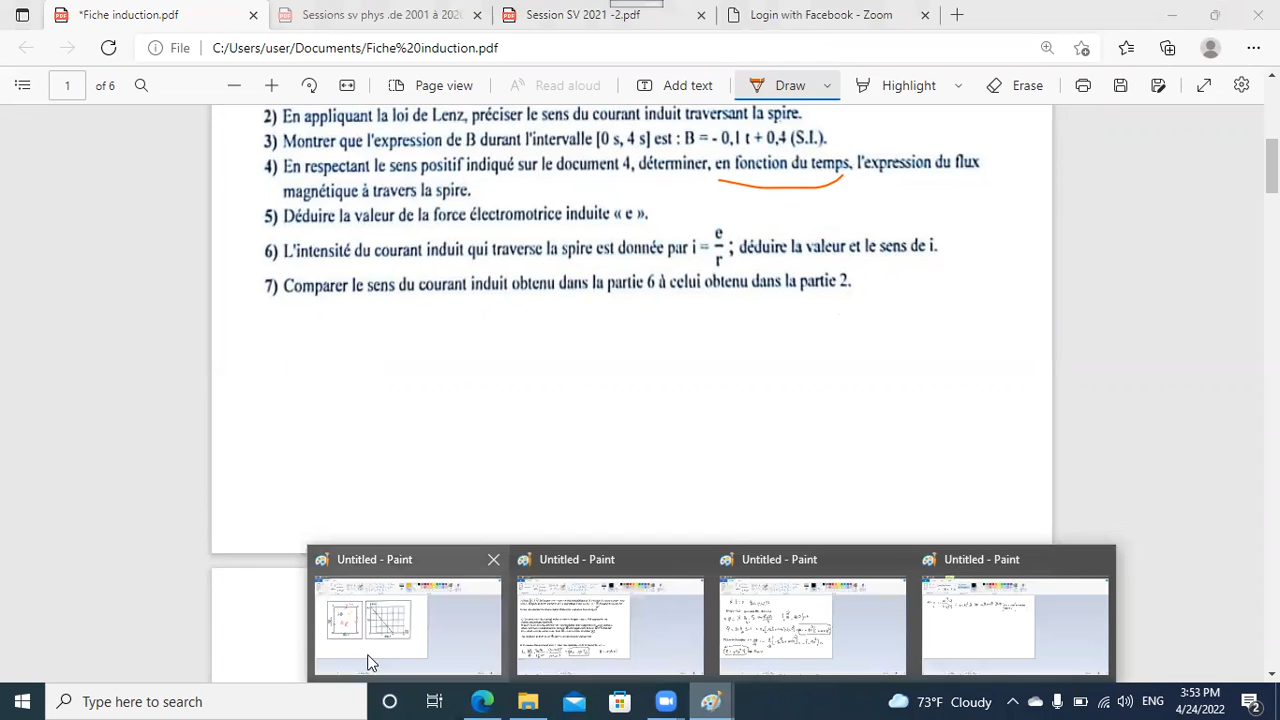 *Fiche induction.pdf
Sessions sv phys .de 2001 à 2020
Session SV 2021 -2.pdf
Login with Facebook - Zoom
File
C:/Users/user/Documents/Fiche%20induction.pdf
1 of 6
Page view
Read aloud
Add text
Draw
Highlight
Erase
2) En appliquant la loi de Lenz, préciser le sens du courant induit traversant la spire.
3) Montrer que l'expression de B durant l'intervalle [0 s, 4 s] est : B = - 0,1 t + 0,4 (S.I.).
4) En respectant le sens positif indiqué sur le document 4, déterminer, en fonction du temps, l'expression du flux
magnétique à travers la spire.
5) Déduire la valeur de la force électromotrice induite « e ».
6) L'intensité du courant induit qui traverse la spire est donnée par i = e/r ; déduire la valeur et le sens de i.
7) Comparer le sens du courant induit obtenu dans la partie 6 à celui obtenu dans la partie 2.
Untitled - Paint
Untitled - Paint
Untitled - Paint
Untitled - Paint
Type here to search
73°F Cloudy
ENG
3:53 PM
4/24/2022
2